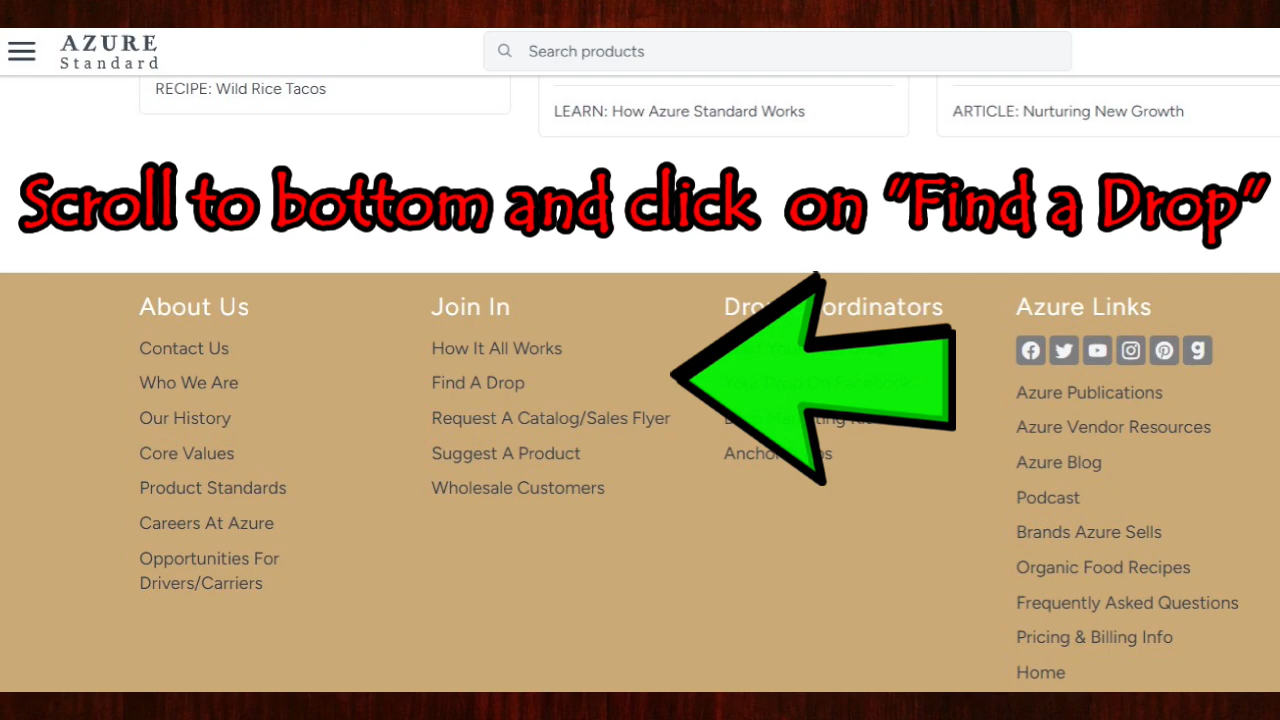 AZURE
Standard
Search products
RECIPE: Wild Rice Tacos
LEARN: How Azure Standard Works
ARTICLE: Nurturing New Growth
Scroll to bottom and click on "Find a Drop"
About Us
Contact Us
Who We Are
Our History
Core Values
Product Standards
Careers At Azure
Opportunities For
Drivers/Carriers
Join In
How It All Works
Find A Drop
Request A Catalog/Sales Flyer
Suggest A Product
Wholesale Customers
Your Drop On Facebook
Azure Links
Azure Publications
Azure Vendor Resources
Azure Blog
Podcast
Brands Azure Sells
Organic Food Recipes
Frequently Asked Questions
Pricing & Billing Info
Home